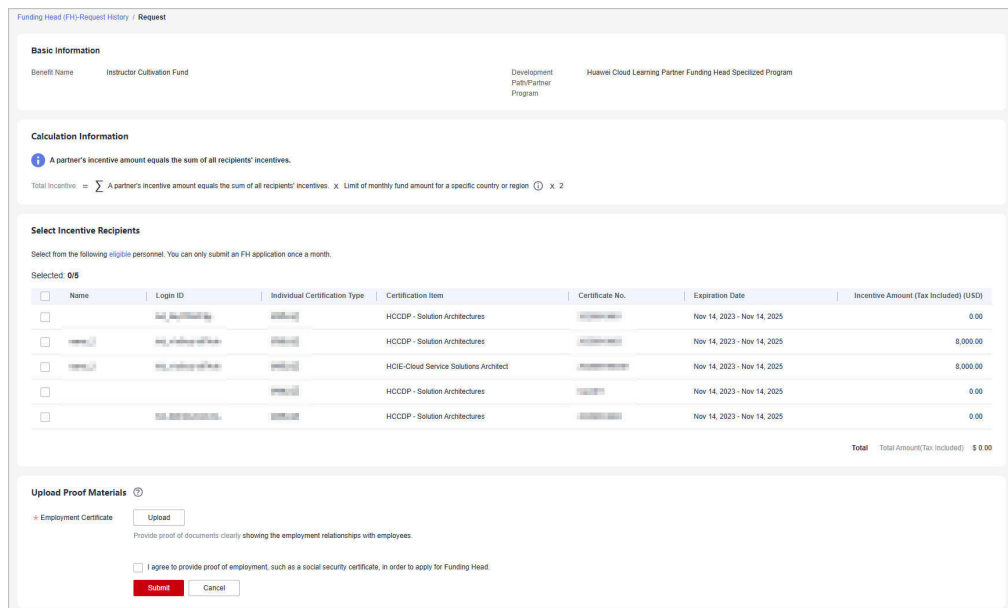 Funding Head (FH)-Request History / Request
Basic Information
Benefit Name Instructor Cultivation Fund
Development Path/Partner Program Huawei Cloud Learning Partner Funding Head Specilized Program
Calculation Information
A partner's incentive amount equals the sum of all recipients' incentives.
Total Incentive = ∑ A partner's incentive amount equals the sum of all recipients' incentives. x Limit of monthly fund amount for a specific country or region x 2
Select Incentive Recipients
Select from the following eligible personnel. You can only submit an FH application once a month.
Selected: 0/5
Name Login ID Individual Certification Type Certification Item Certificate No. Expiration Date Incentive Amount (Tax Included) (USD)
HCCDP - Solution Architectures Nov 14, 2023 - Nov 14, 2025 0.00
HCCDP - Solution Architectures Nov 14, 2023 - Nov 14, 2025 8,000.00
HCIE-Cloud Service Solutions Architect Nov 14, 2023 - Nov 14, 2025 8,000.00
HCCDP - Solution Architectures Nov 14, 2023 - Nov 14, 2025 0.00
HCCDP - Solution Architectures Nov 14, 2023 - Nov 14, 2025 0.00
Total Total Amount(Tax Included) $ 0.00
Upload Proof Materials
* Employment Certificate Upload
Provide proof of documents clearly showing the employment relationships with employees.
I agree to provide proof of employment, such as a social security certificate, in order to apply for Funding Head.
Submit Cancel